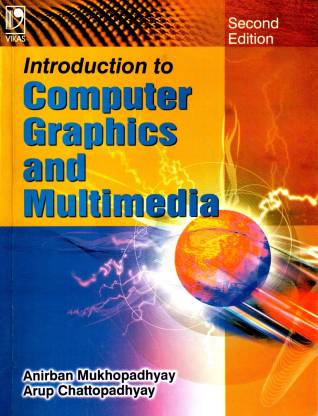 VIKAS
Second
Edition
Introduction to
Computer
Graphics
and
Multimedia
Anirban Mukhopadhyay
Arup Chattopadhyay